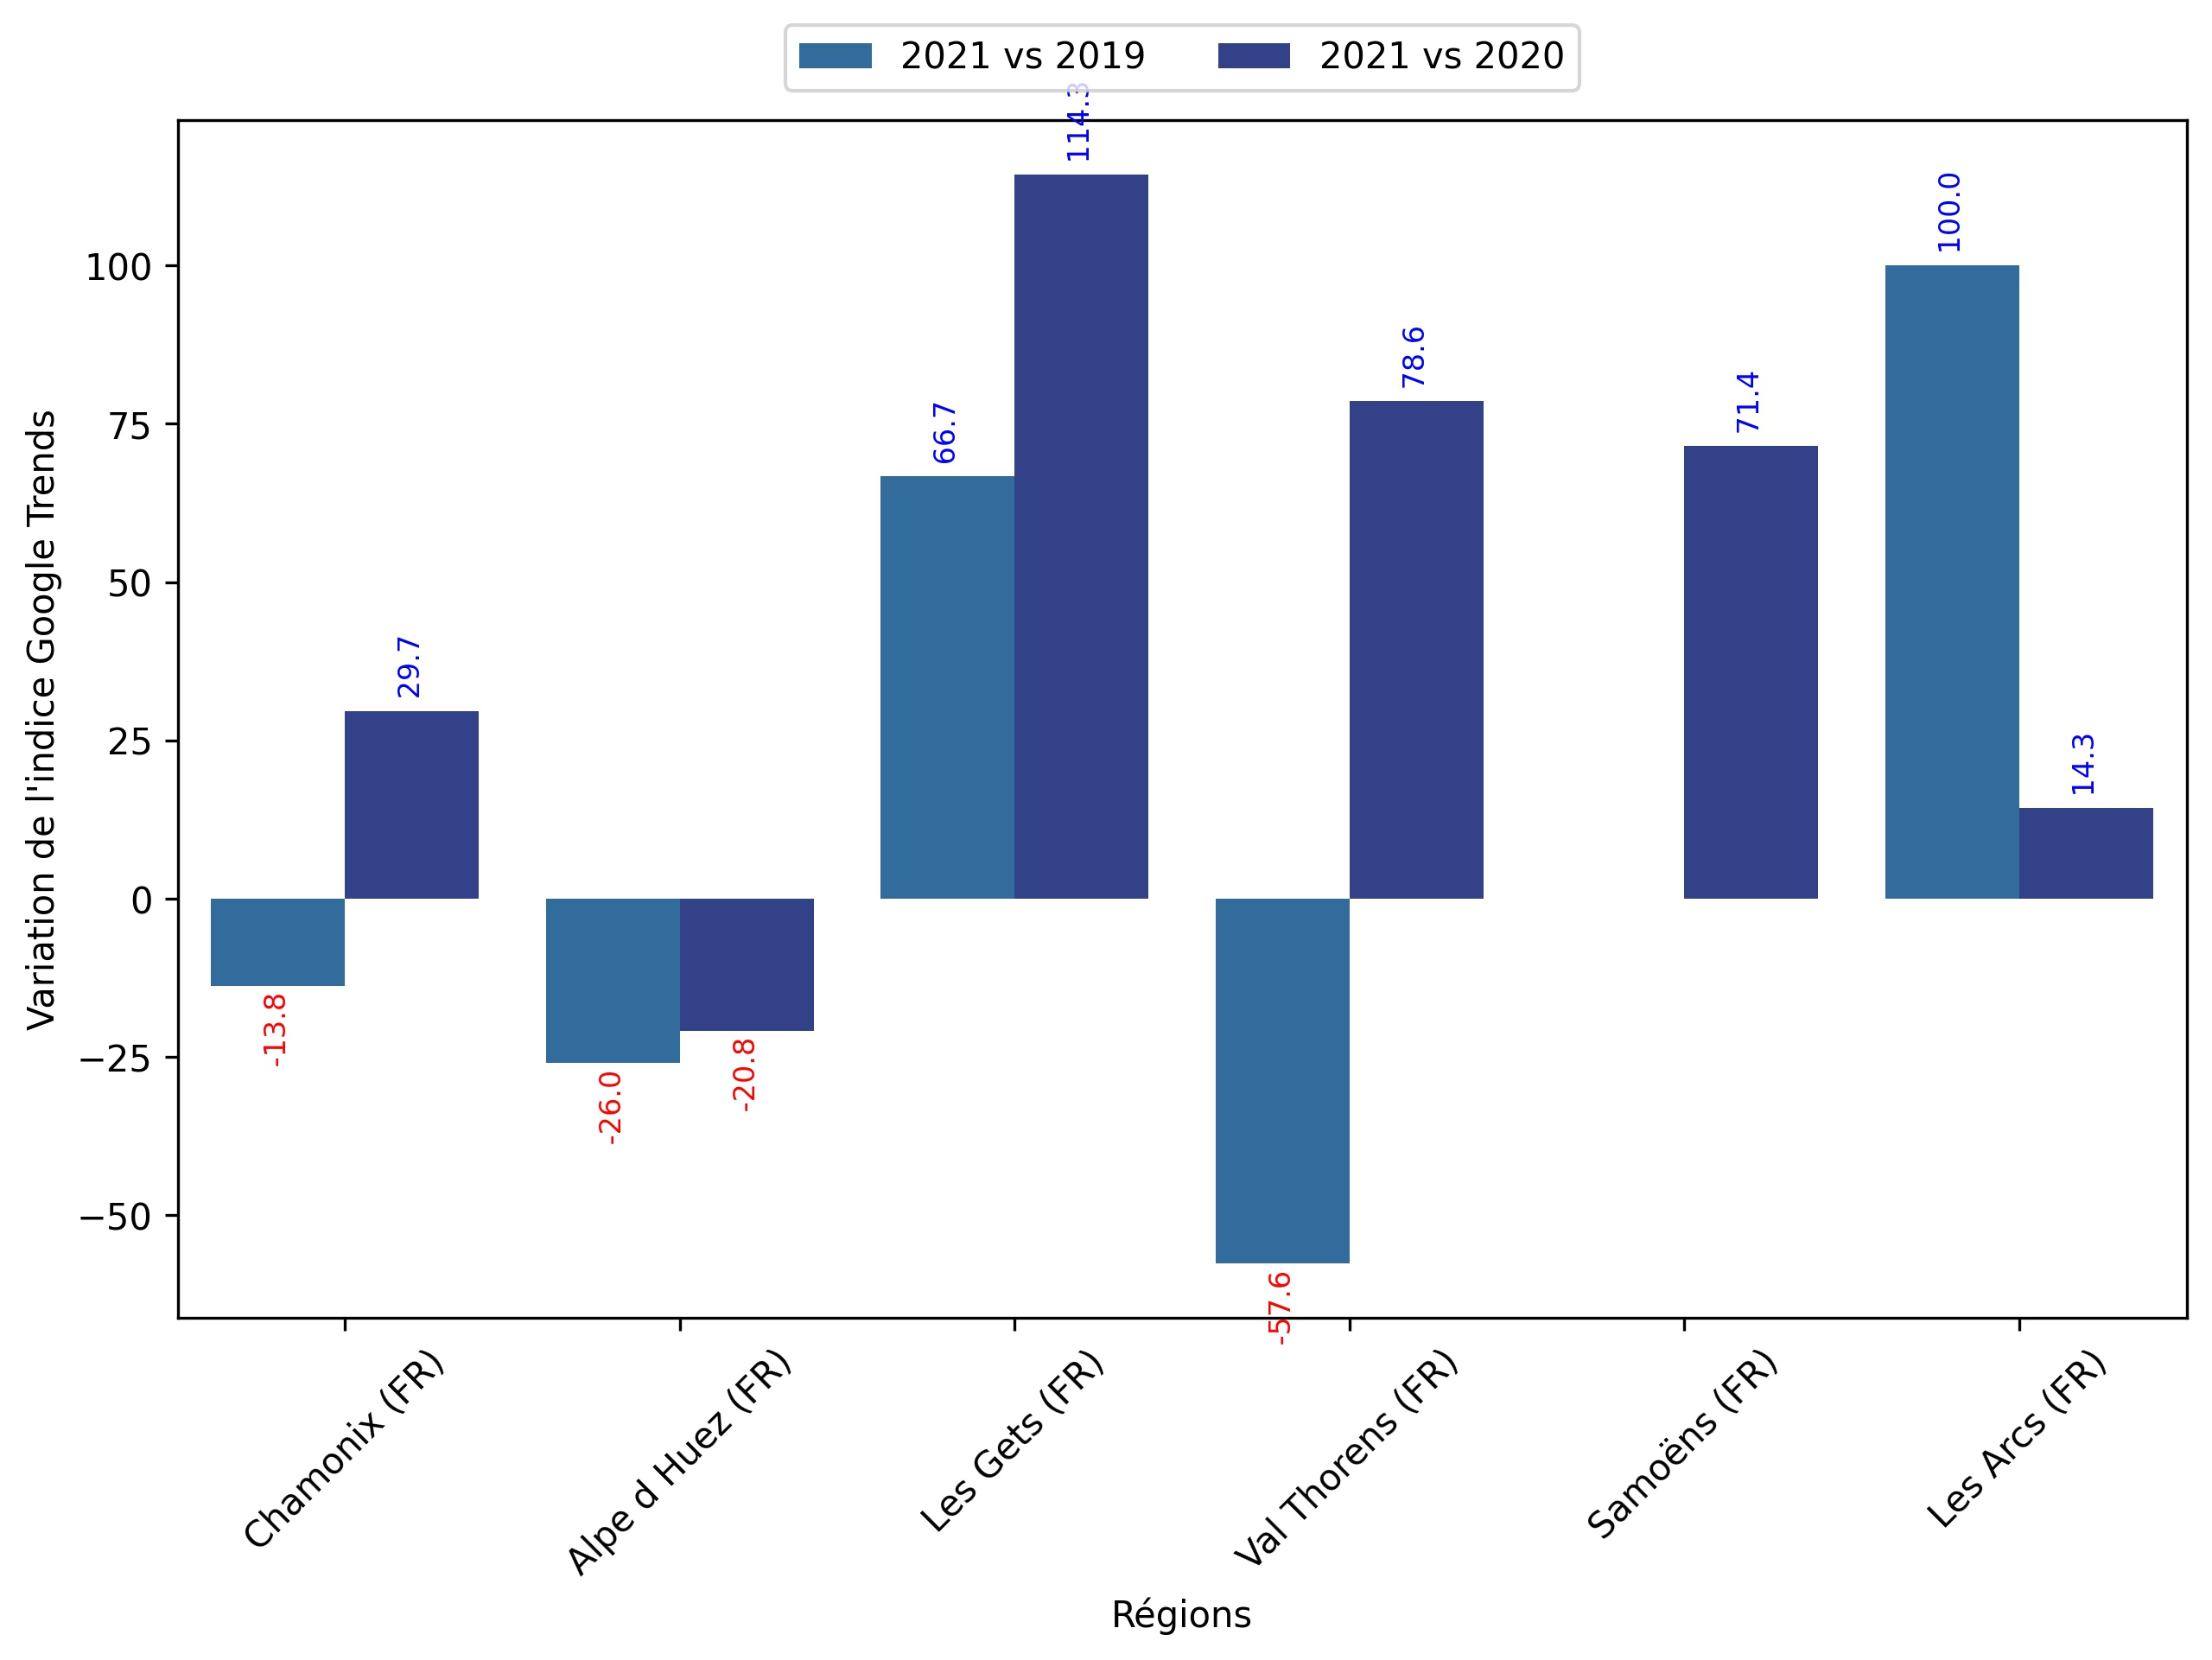 2021 vs 2019
2021 vs 2020
Variation de l'indice Google Trends
100
75
50
25
0
−25
−50
-13.8
29.7
-26.0
-20.8
66.7
114.3
-57.6
78.6
71.4
100.0
14.3
Chamonix (FR)
Alpe d Huez (FR)
Les Gets (FR)
Val Thorens (FR)
Samoëns (FR)
Les Arcs (FR)
Régions